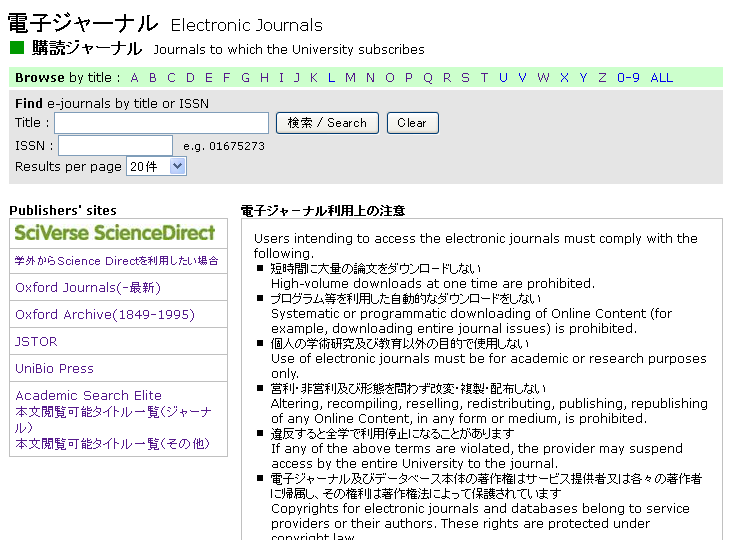 電子ジャーナル Electronic Journals
■ 購読ジャーナル Journals to which the University subscribes
Browse by title : A B C D E F G H I J K L M N O P Q R S T U V W X Y Z 0-9 ALL
Find e-journals by title or ISSN
Title : 検索 / Search Clear
ISSN : e.g. 01675273
Results per page 20件
Publishers' sites
SciVerse ScienceDirect
学外からScience Directを利用したい場合
Oxford Journals(-最新)
Oxford Archive(1849-1995)
JSTOR
UniBio Press
Academic Search Elite
本文閲覧可能タイトル一覧(ジャーナ
ル)
本文閲覧可能タイトル一覧(その他)
電子ジャーナル利用上の注意
Users intending to access the electronic journals must comply with the
following.
■ 短時間に大量の論文をダウンロードしない
High-volume downloads at one time are prohibited.
■ プログラム等を利用した自動的なダウンロードをしない
Systematic or programmatic downloading of Online Content (for
example, downloading entire journal issues) is prohibited.
■ 個人の学術研究及び教育以外の目的で使用しない
Use of electronic journals must be for academic or research purposes
only.
■ 営利・非営利及び形態を問わず改変・複製・配布しない
Altering, recompiling, reselling, redistributing, publishing, republishing
of any Online Content, in any form or medium, is prohibited.
■ 違反すると全学で利用停止になることがあります
If any of the above terms are violated, the provider may suspend
access by the entire University to the journal.
■ 電子ジャーナル及びデータベース本体の著作権はサービス提供者又は各々の著作者
に帰属し、その権利は著作権法によって保護されています
Copyrights for electronic journals and databases belong to service
providers or their authors. These rights are protected under
copyright law.